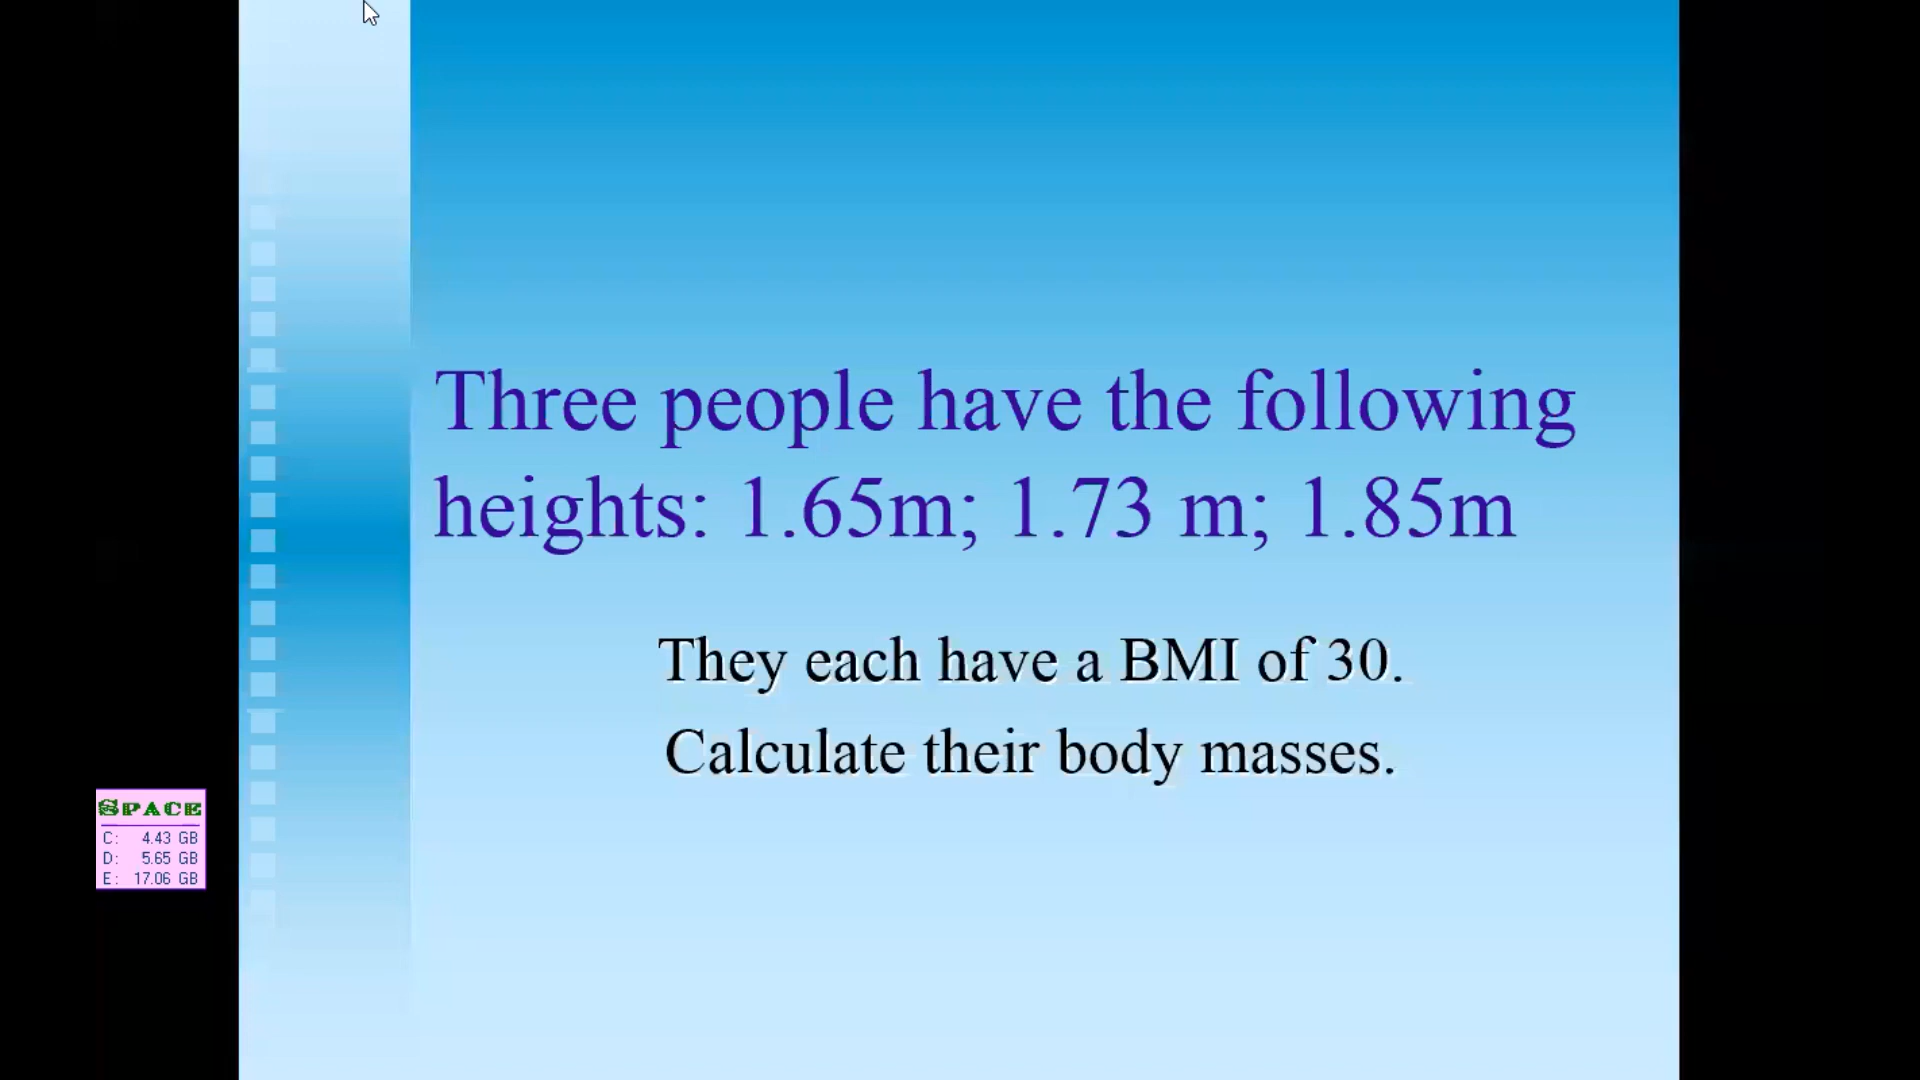 Three people have the following
heights: 1.65m; 1.73 m; 1.85m
They each have a BMI of 30.
Calculate their body masses.
SPACE
C: 4.43 GB
D: 5.65 GB
E: 17.06 GB